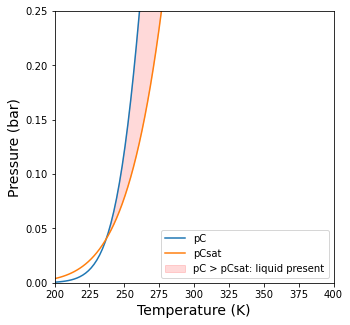 0.25
0.20
0.15
0.10
0.05
0.00
Pressure (bar)
200 225 250 275 300 325 350 375 400
Temperature (K)
pC
pCsat
pC > pCsat: liquid present